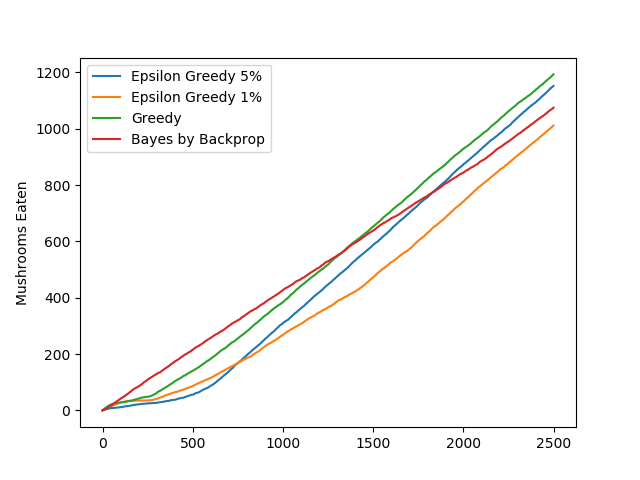 Epsilon Greedy 5%
Epsilon Greedy 1%
Greedy
Bayes by Backprop
Mushrooms Eaten
1200
1000
800
600
400
200
0
0 500 1000 1500 2000 2500